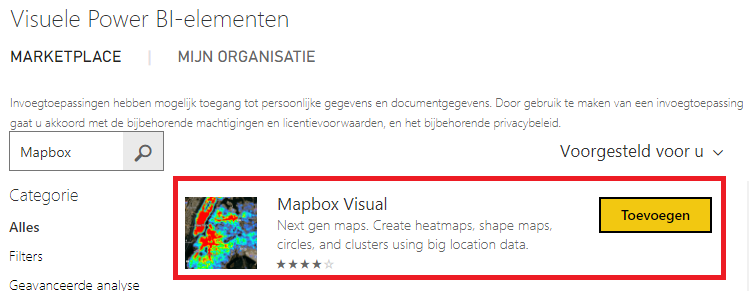 Visuele Power BI-elementen
MARKETPLACE | MIJN ORGANISATIE
Invoegtoepassingen hebben mogelijk toegang tot persoonlijke gegevens en documentgegevens. Door gebruik te maken van een invoegtoepassing
gaat u akkoord met de bijbehorende machtigingen en licentievoorwaarden, en het bijbehorende privacybeleid.
Mapbox
Voorgesteld voor u
Categorie
Alles
Filters
Geavanceerde analyse
Mapbox Visual
Next gen maps. Create heatmaps, shape maps,
circles, and clusters using big location data.
Toevoegen